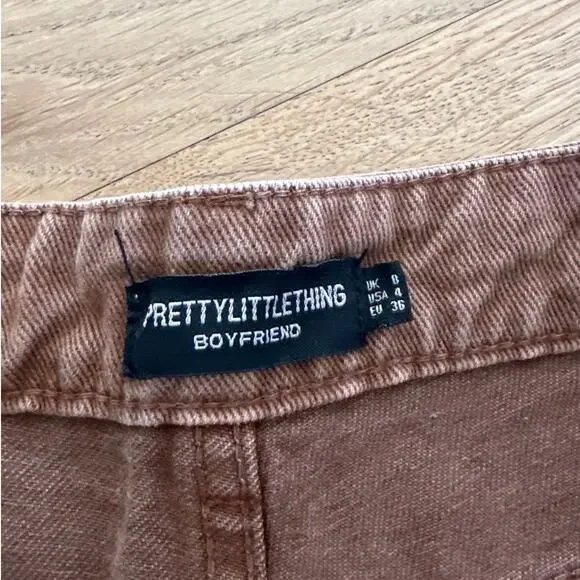 PRETTYLITTLETHING
BOYFRIEND
UK 8
USA 4
EU 36